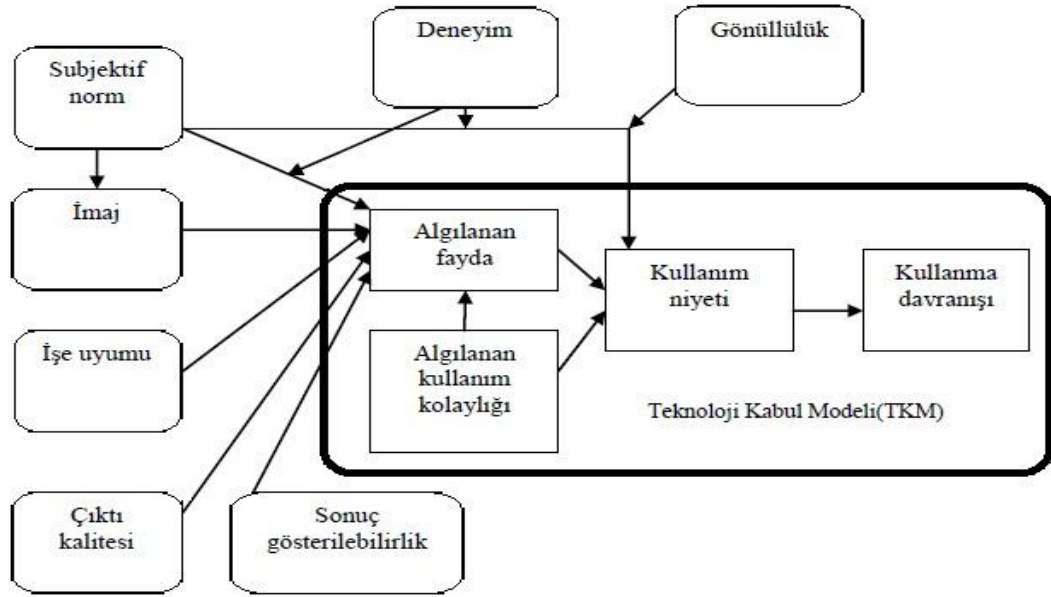 Deneyim
Gönüllülük
Subjektif
norm
İmaj
Algılanan
fayda
Kullanım
niyeti
Kullanma
davranışı
İşe uyumu
Algılanan
kullanım
kolaylığı
Teknoloji Kabul Modeli(TKM)
Çıktı
kalitesi
Sonuç
gösterilebilirlik